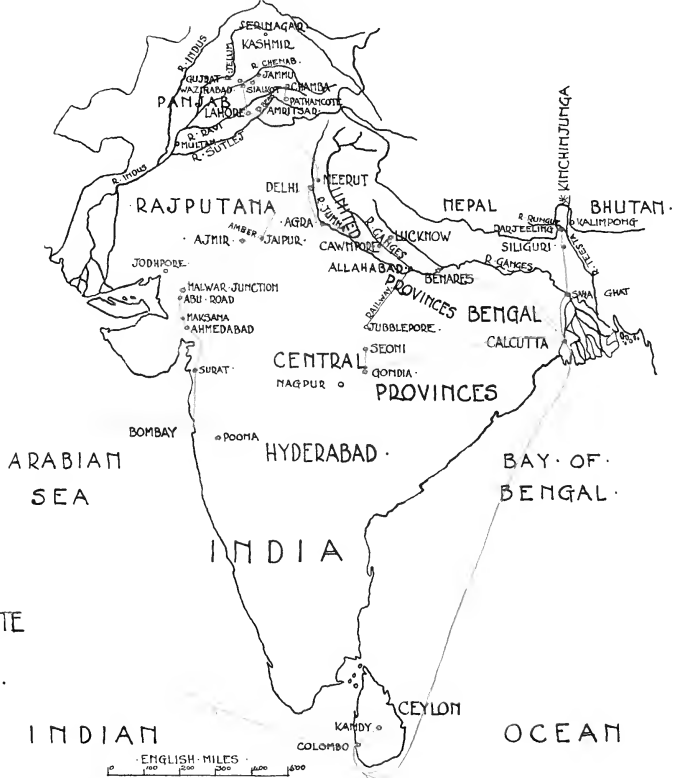 SERINAGAR
KASHMIR
R. INDUS
R. JELUM
R. CHENAB.
GUJRAT
JAMMU
WAZIRABAD.
SIALKOT
CHAMBA
PANJAB
PATHANCOTE
LAHORE
AMRITSAR
R. RAVI
MULTAN
R. SUTLEJ
R. INDUS
KINCHINJUNGA
DELHI
MEERUT
RAJPUTANA
UNITED
NEPAL
BHUTAN.
AGRA
R. JUMNA
R. GANGES
R. RUNGU
KALIMPONG
AMBER
DARJEELING
AJMIR
JAIPUR.
CAWNPORE
LUCKNOW
SILIGURI
R. TEESTA
JODHPORE.
ALLAHABAD
BENARES
R. GANGES
PROVINCES
MALWAR JUNCTION
SARA GHAT
ABU ROAD
RAILWAY
BENGAL
MAKSANA
JUBBLEPORE.
AHMEDABAD
CALCUTTA
SEONI
CENTRAL
SURAT.
GONDIA
NAGPUR
PROVINCES
BOMBAY
POONA
ARABIAN
HYDERABAD.
BAY. OF.
SEA
BENGAL.
INDIA
TE
.
CEYLON
INDIAN
KANDY
OCEAN
COLOMBO
. ENGLISH. MILES .
0 100 200 300 400 500